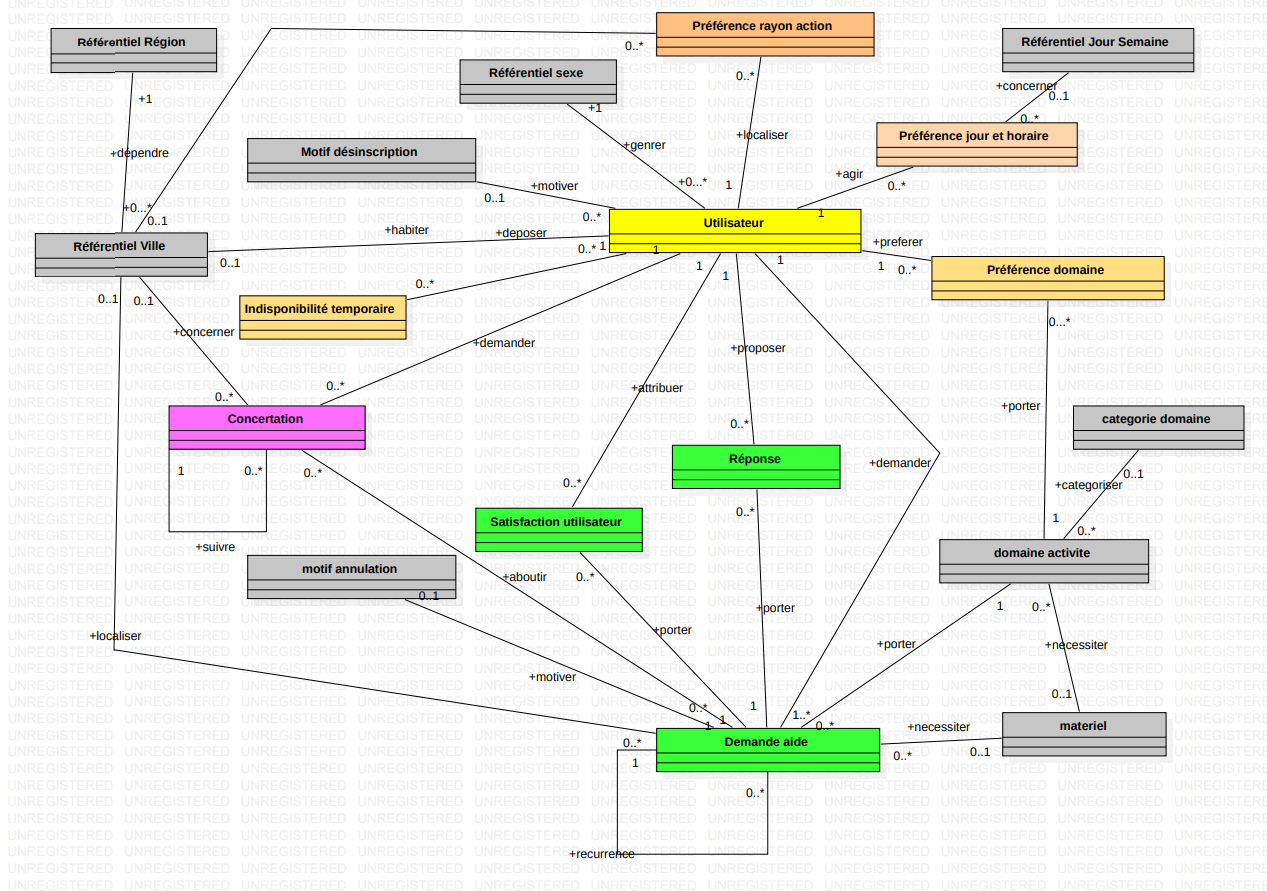 Préférence rayon action
Référentiel Région
Référentiel Jour Semaine
0..*
Référentiel sexe
0..*
+concerner
0..1
+1
+1
0..*
Préférence jour et horaire
+localiser
+genrer
Motif désinscription
+dépendre
+agir
+0...*
1
0..*
+motiver
0..1
+0...*
0..1
0..*
1
Utilisateur
+habiter
+deposer
+preferer
Référentiel Ville
0..*
1
1
0..1
1
1
0..*
Préférence domaine
1
1
0..*
0..1
0..1
Indisponibilité temporaire
0...*
+concerner
+demander
+proposer
0..*
+attribuer
0..*
+porter
Concertation
0..*
categorie domaine
Réponse
+demander
1
0..*
0..*
0..1
0..*
+categoriser
0..*
1
Satisfaction utilisateur
0..*
+suivre
domaine activite
motif annulation
+aboutir
0..*
0..1
1
0..*
+porter
+localiser
+porter
+porter
+necessiter
+motiver
0..1
0..*
1
1
1..*
1
0..*
materiel
+necessiter
Demande aide
0..*
0..1
0..*
1
0..*
+recurrence
UNREGISTERED